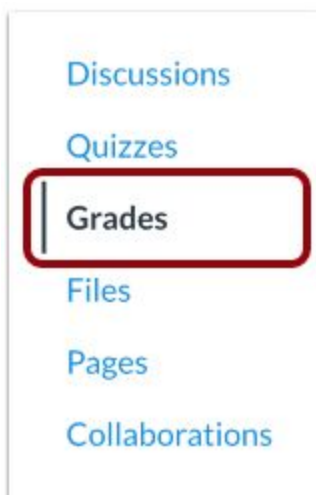 Discussions
Quizzes
Grades
Files
Pages
Collaborations